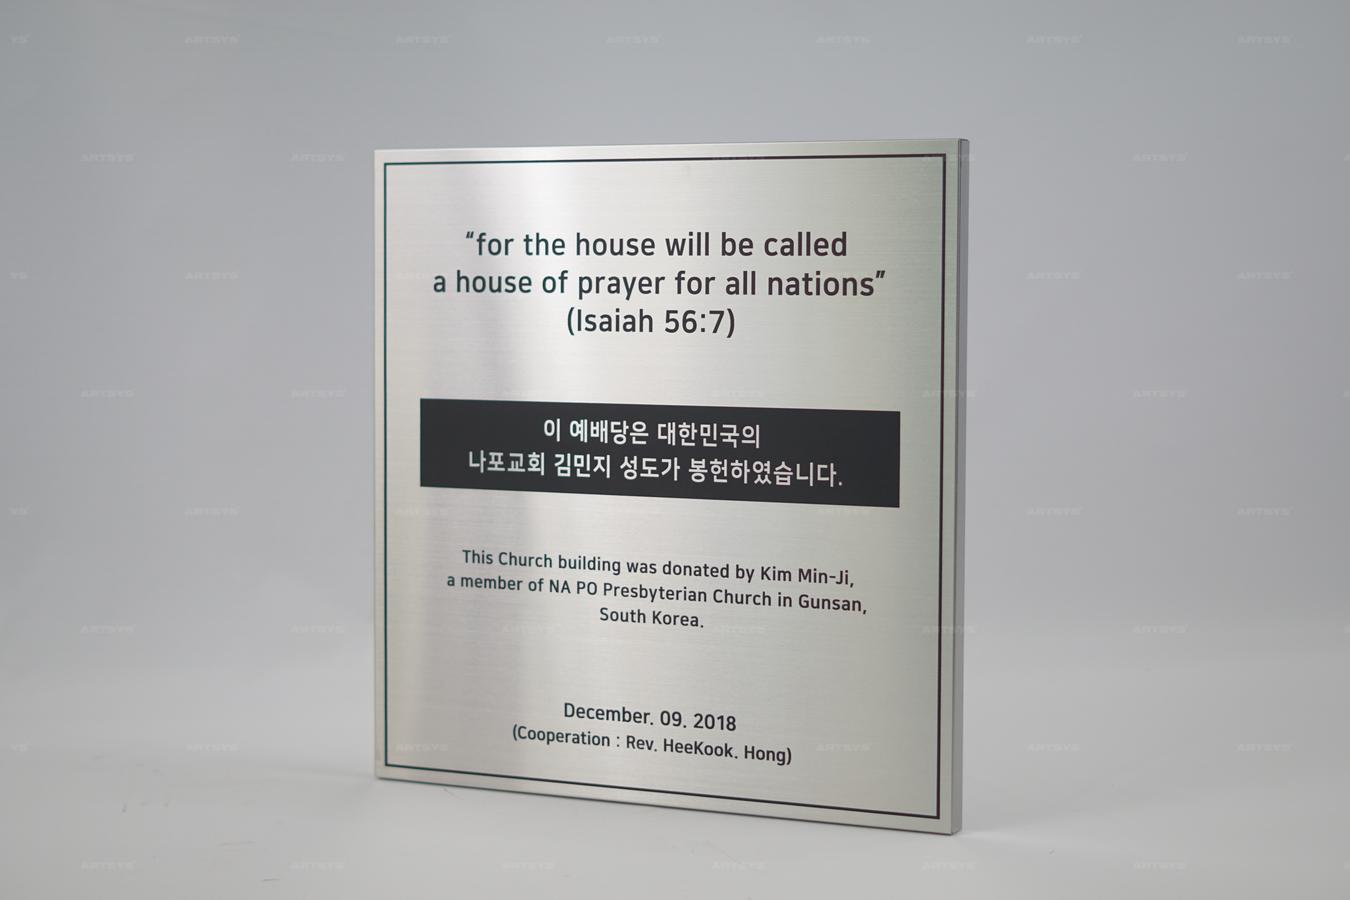 “for the house will be called
a house of prayer for all nations”
(Isaiah 56:7)
이 예배당은 대한민국의
나포교회 김민지 성도가 봉헌하였습니다.
This Church building was donated by Kim Min-Ji,
a member of NA PO Presbyterian Church in Gunsan,
South Korea.
December. 09. 2018
(Cooperation : Rev. HeeKook. Hong)
ARTSYS